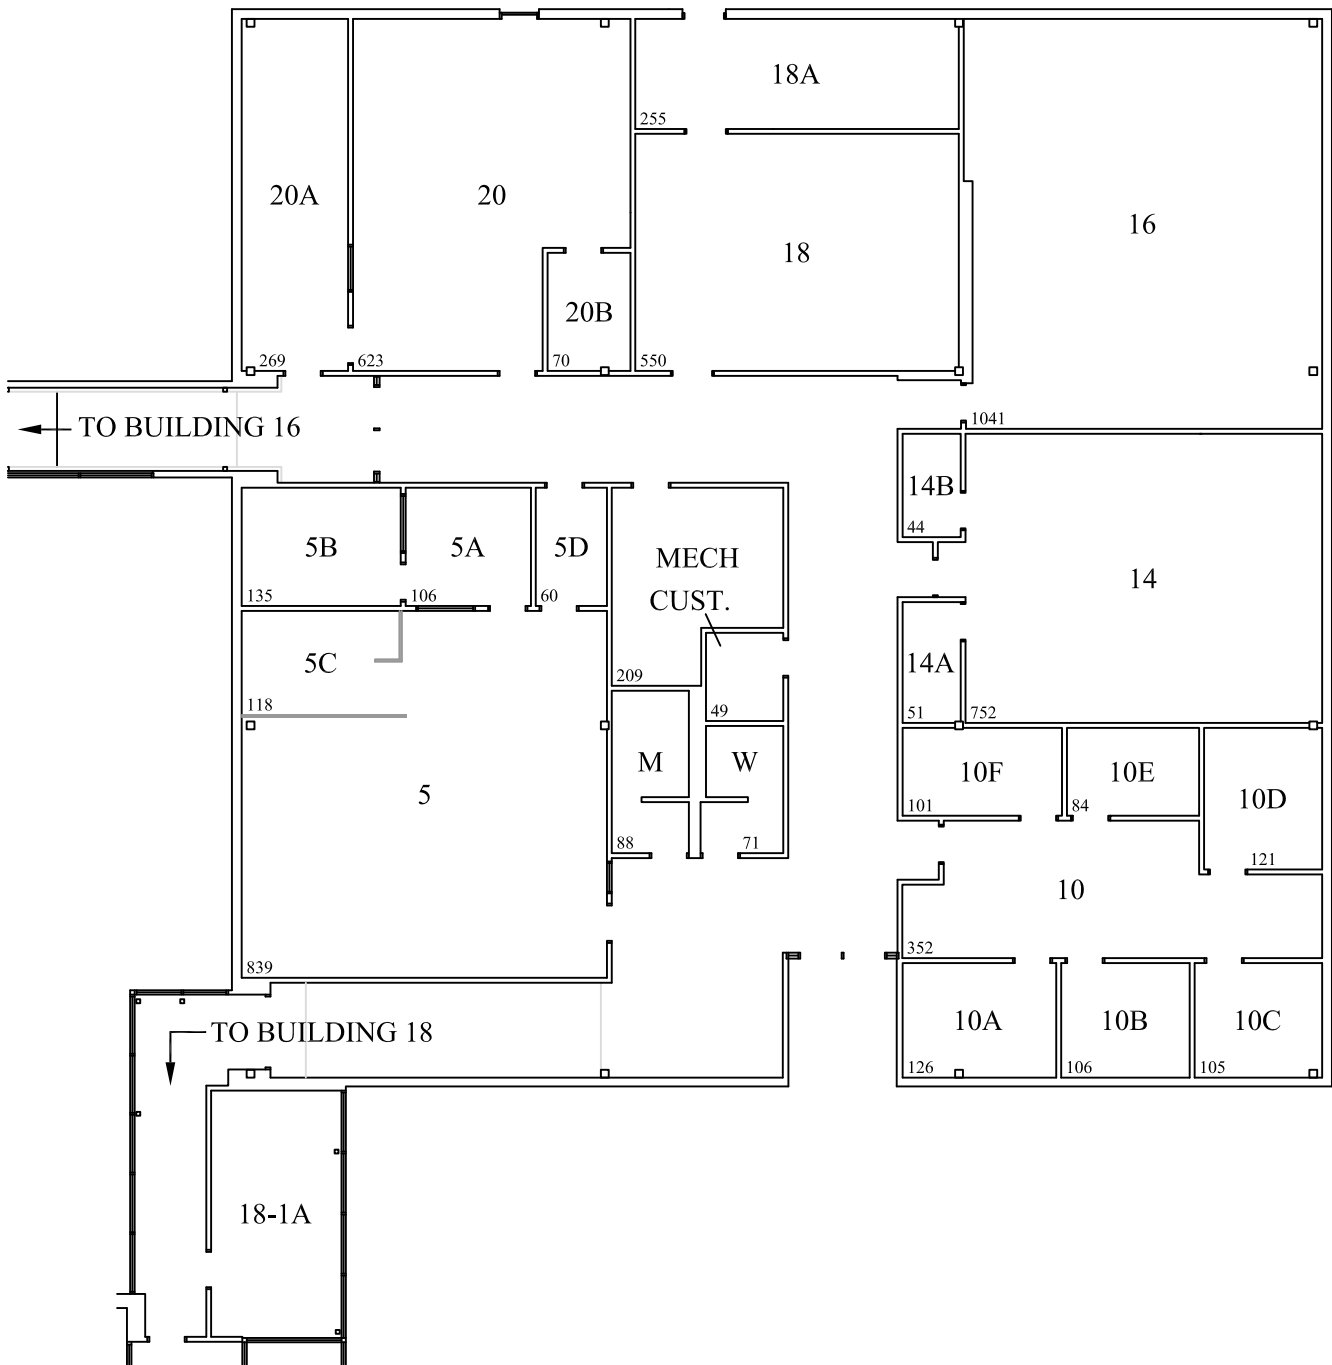 18A
255
20A
20
16
18
20B
269
623
70
550
1041
TO BUILDING 16
14B
44
5B
5A
5D
MECH
CUST.
14
135
106
60
5C
14A
209
118
49
51
752
M
W
10F
10E
10D
5
101
84
88
71
121
10
352
839
TO BUILDING 18
10A
10B
10C
126
106
105
18-1A